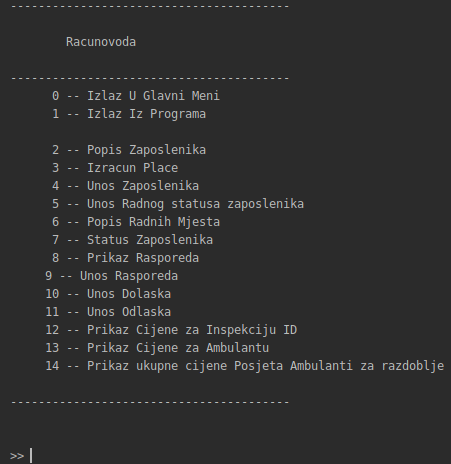 ----------------------------------------
Racunovoda
----------------------------------------
0 -- Izlaz U Glavni Meni
1 -- Izlaz Iz Programa
2 -- Popis Zaposlenika
3 -- Izracun Place
4 -- Unos Zaposlenika
5 -- Unos Radnog statusa zaposlenika
6 -- Popis Radnih Mjesta
7 -- Status Zaposlenika
8 -- Prikaz Rasporeda
9 -- Unos Rasporeda
10 -- Unos Dolaska
11 -- Unos Odlaska
12 -- Prikaz Cijene za Inspekciju ID
13 -- Prikaz Cijene za Ambulantu
14 -- Prikaz ukupne cijene Posjeta Ambulanti za razdoblje
----------------------------------------
>>